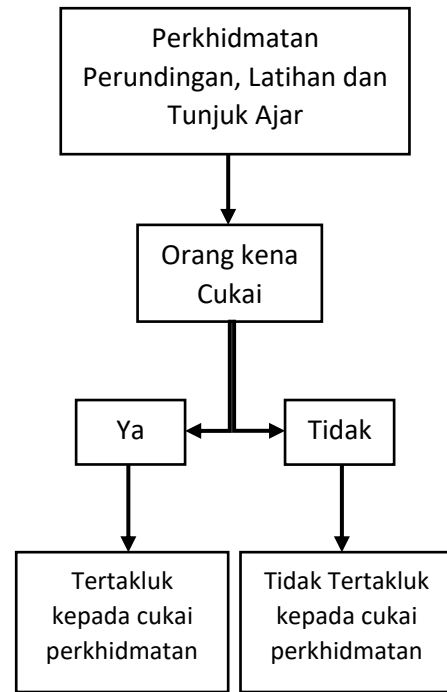 Perkhidmatan
Perundingan, Latihan dan
Tunjuk Ajar
Orang kena
Cukai
Ya
Tidak
Tertakluk
kepada cukai
perkhidmatan
Tidak Tertakluk
kepada cukai
perkhidmatan